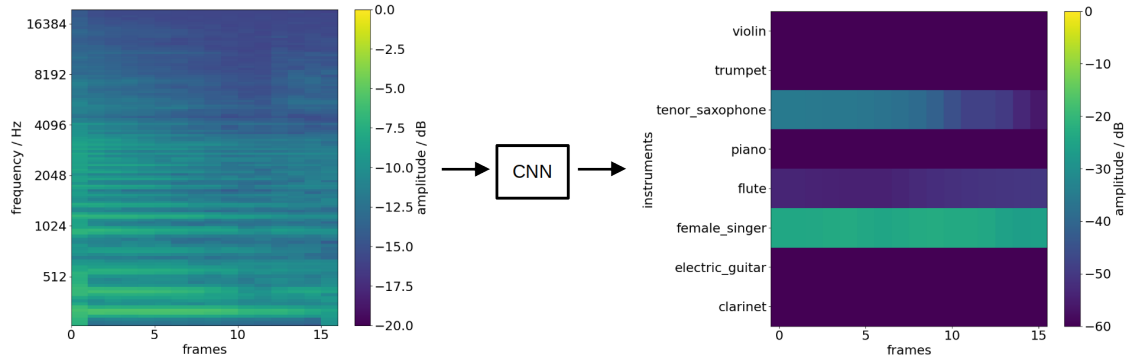 frequency / Hz
16384
8192
4096
2048
1024
512
0
5
10
15
frames
0.0
−2.5
−5.0
−7.5
−10.0
−12.5
−15.0
−17.5
−20.0
amplitude / dB
CNN
instruments
violin
trumpet
tenor_saxophone
piano
flute
female_singer
electric_guitar
clarinet
0
5
10
15
frames
0
−10
−20
−30
−40
−50
−60
amplitude / dB